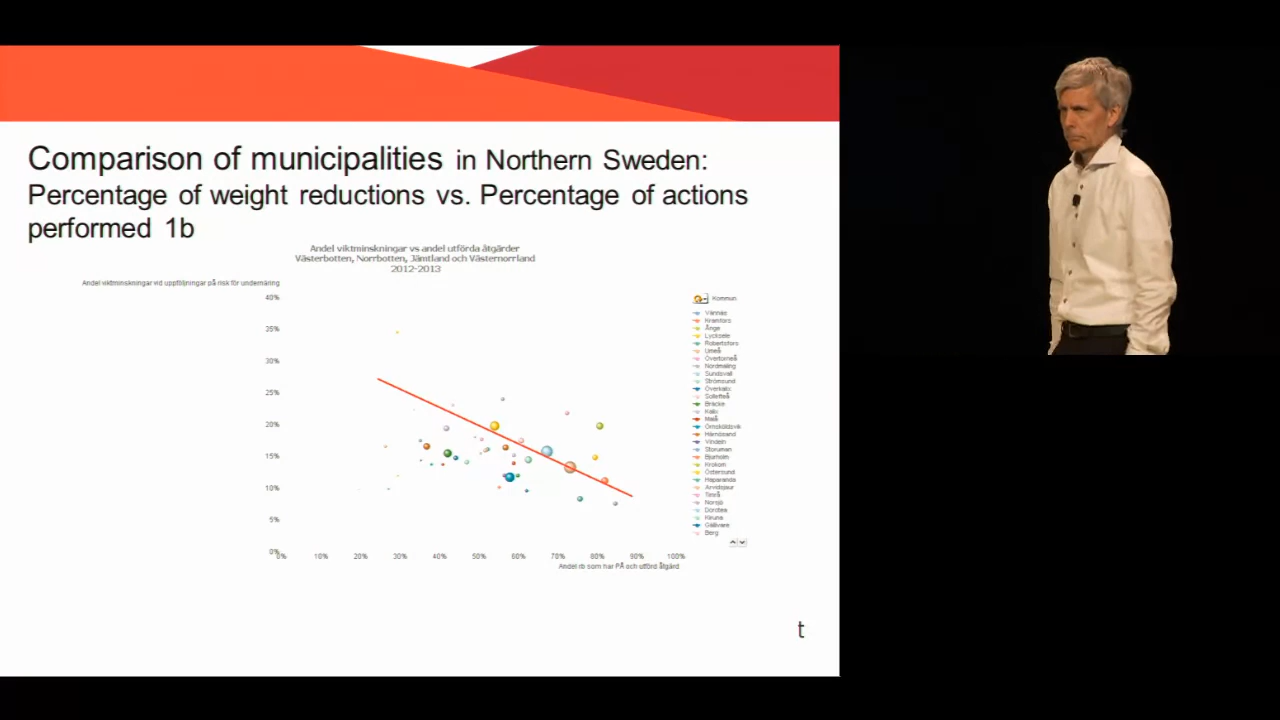 Comparison of municipalities in Northern Sweden:
Percentage of weight reductions vs. Percentage of actions
performed 1b
Andel viktminskningar vs andel utförda åtgärder
Västerbotten, Norrbotten, Jämtland och Västernorrland
2012-2013
Andel viktminskningar vid uppföljningar på risk för undernäring
40%
35%
30%
25%
20%
15%
10%
5%
0%
0% 10% 20% 30% 40% 50% 60% 70% 80% 90% 100%
Andel rb som har PÅ och utförd åtgärd
Kommun
Vännäs
Kramfors
Ånge
Lycksele
Robertsfors
Umeå
Övertorneå
Nordmaling
Sundsvall
Strömsund
Överkalix
Sollefteå
Bräcke
Kalix
Malå
Örnsköldsvik
Härnösand
Vindeln
Storuman
Bjurholm
Krokom
Östersund
Haparanda
Arvidsjaur
Timrå
Norsjö
Dorotea
Kiruna
Gällivare
Berg
t